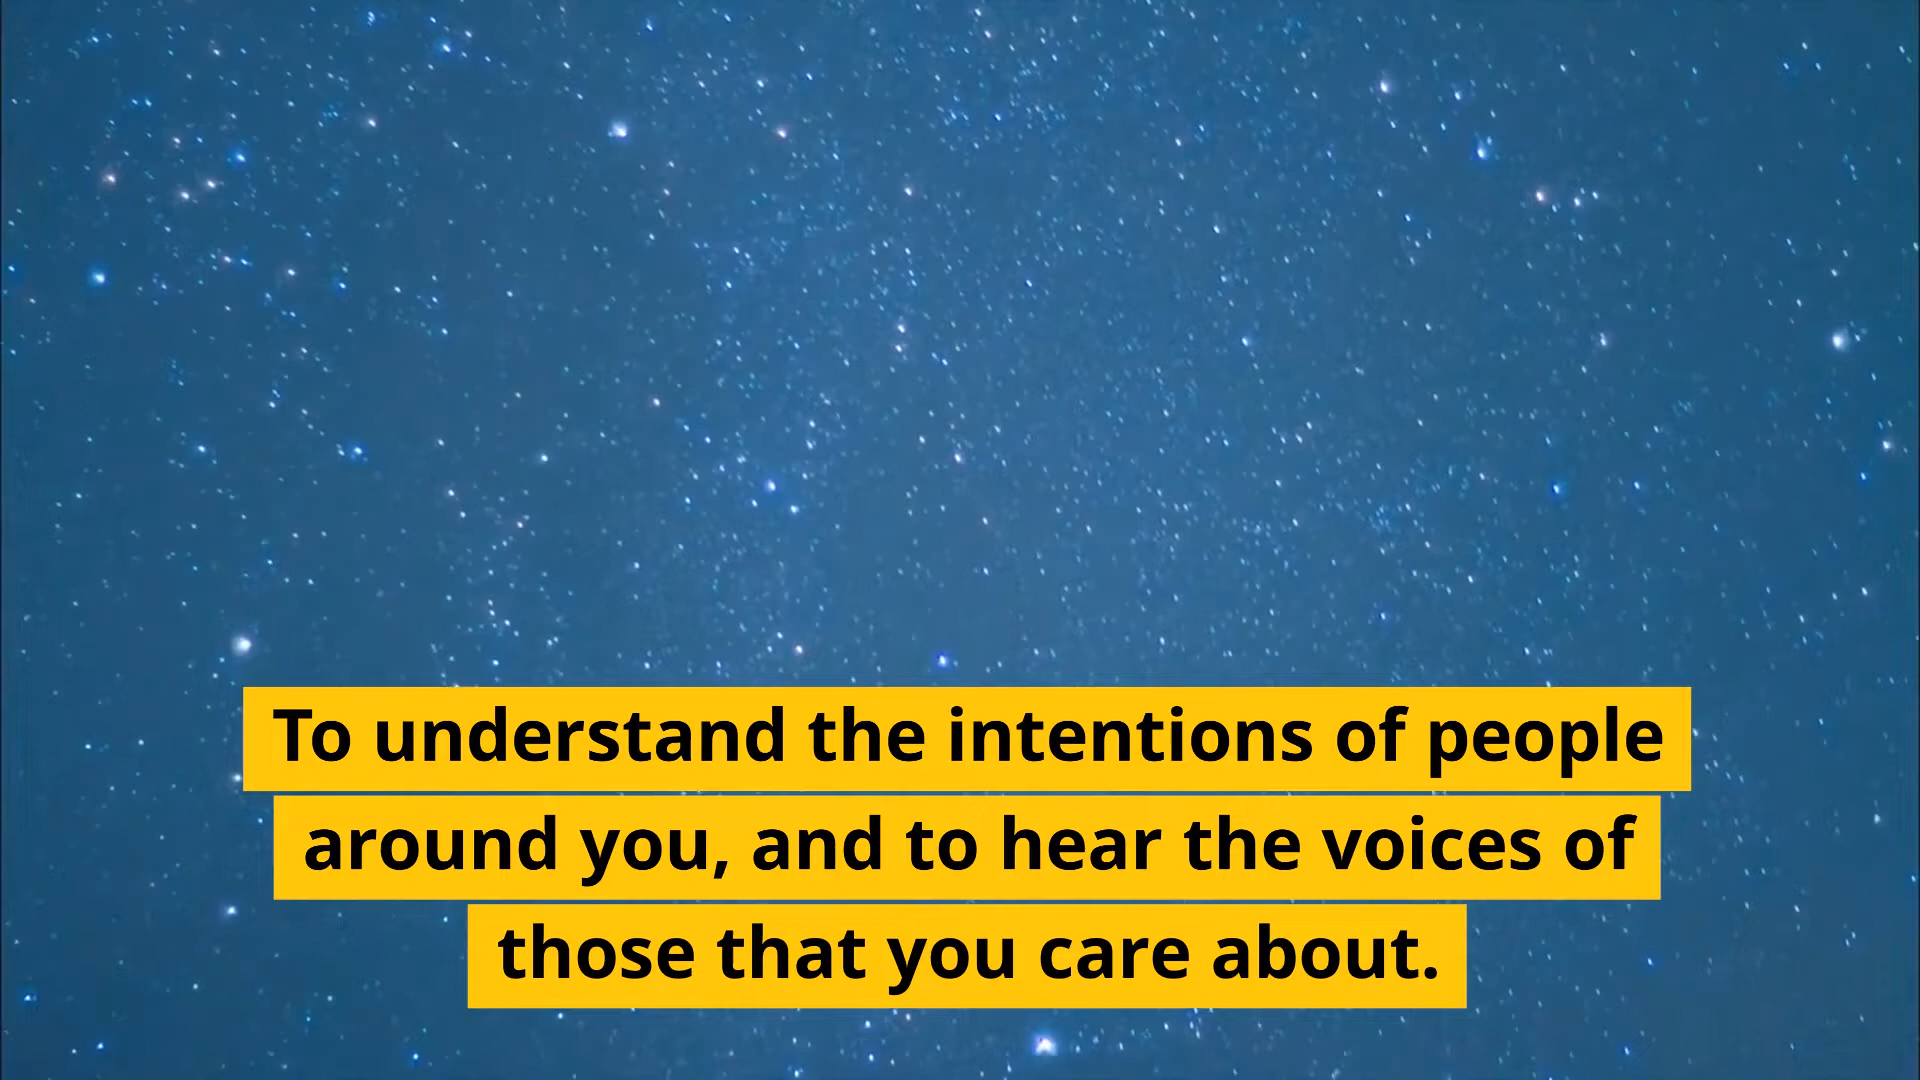 To understand the intentions of people
around you, and to hear the voices of
those that you care about.